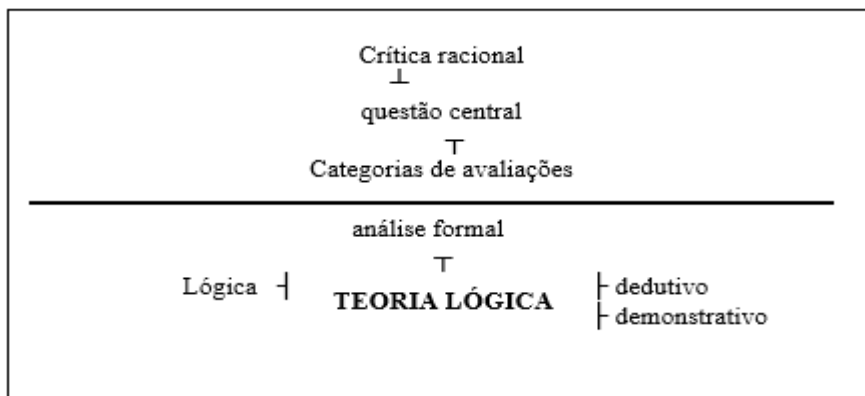 Crítica racional
┴
questão central
┬
Categorias de avaliações
análise formal
┬
Lógica ┤ TEORIA LÓGICA ├ dedutivo
├ demonstrativo